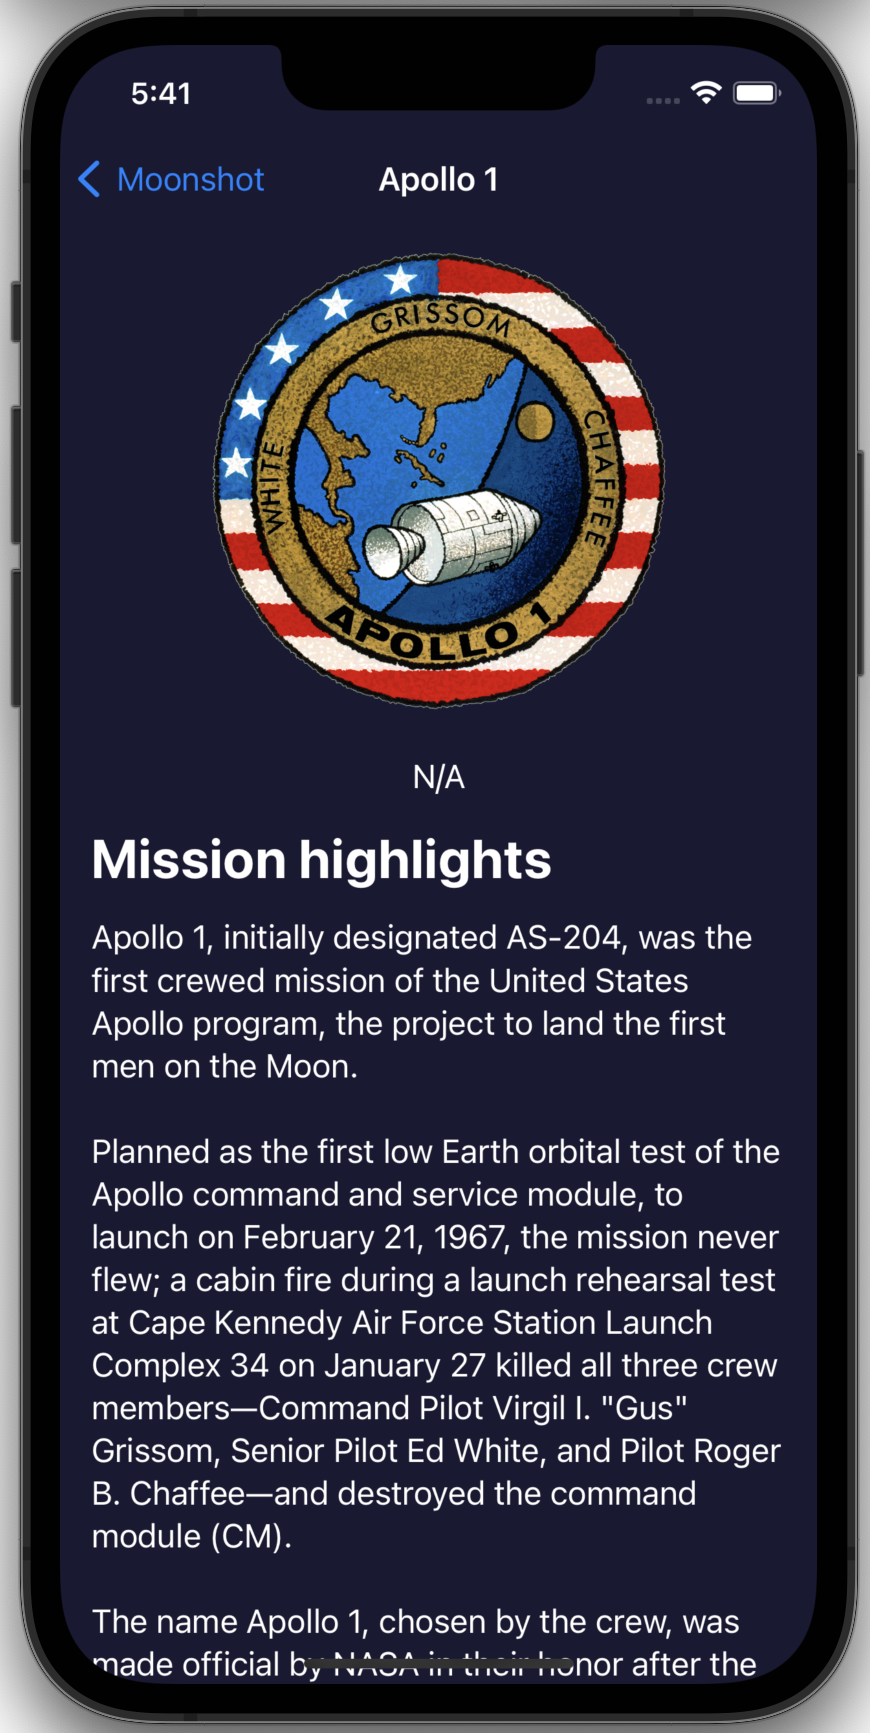 5:41
Moonshot
Apollo 1
GRISSOM
WHITE
CHAFFEE
APOLLO 1
N/A
Mission highlights
Apollo 1, initially designated AS-204, was the
first crewed mission of the United States
Apollo program, the project to land the first
men on the Moon.
Planned as the first low Earth orbital test of the
Apollo command and service module, to
launch on February 21, 1967, the mission never
flew; a cabin fire during a launch rehearsal test
at Cape Kennedy Air Force Station Launch
Complex 34 on January 27 killed all three crew
members—Command Pilot Virgil I. "Gus"
Grissom, Senior Pilot Ed White, and Pilot Roger
B. Chaffee—and destroyed the command
module (CM).
The name Apollo 1, chosen by the crew, was
made official by NASA in their honor after the